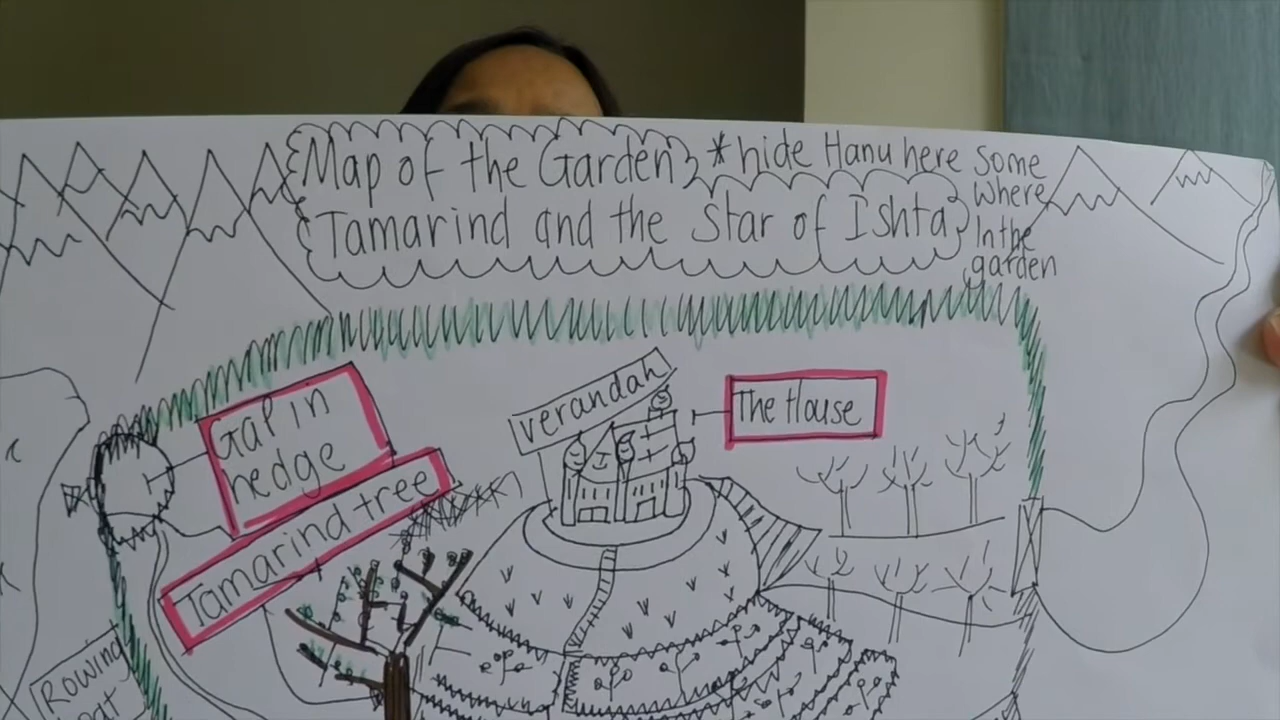 Map of the Garden
Tamarind and the Star of Ishta
*hide Hanu here some
where
In the
garden
verandah
The House
Gap in
hedge
Tamarind tree
Rowing